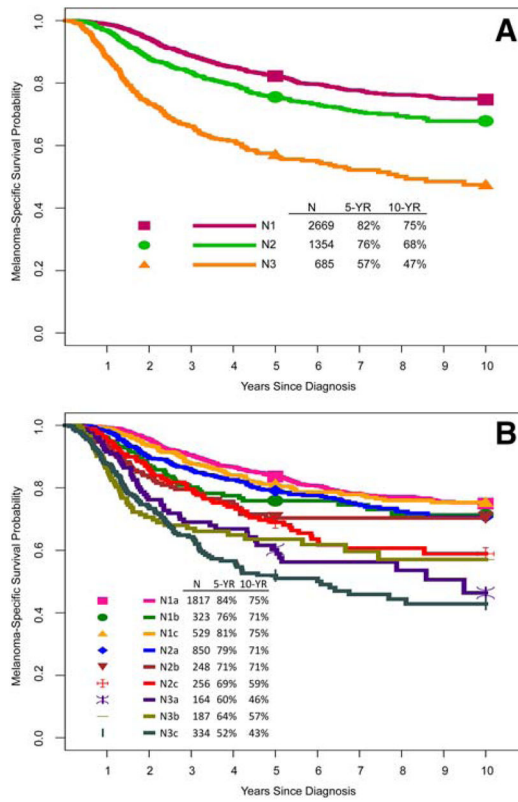 A
Melanoma-Specific Survival Probability
1.0
0.8
0.6
0.4
0.2
0.0
N 5-YR 10-YR
N1 2669 82% 75%
N2 1354 76% 68%
N3 685 57% 47%
1 2 3 4 5 6 7 8 9 10
Years Since Diagnosis
B
Melanoma-Specific Survival Probability
1.0
0.8
0.6
0.4
0.2
0.0
N 5-YR 10-YR
N1a 1817 84% 75%
N1b 323 76% 71%
N1c 529 81% 75%
N2a 850 79% 71%
N2b 248 71% 71%
N2c 256 69% 59%
N3a 164 60% 46%
N3b 187 64% 57%
N3c 334 52% 43%
1 2 3 4 5 6 7 8 9 10
Years Since Diagnosis